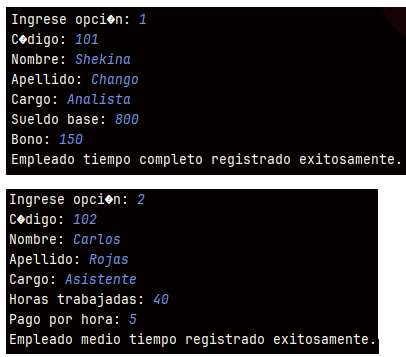 Ingrese opci�n: 1
C�digo: 101
Nombre: Shekina
Apellido: Chango
Cargo: Analista
Sueldo base: 800
Bono: 150
Empleado tiempo completo registrado exitosamente.
Ingrese opci�n: 2
C�digo: 102
Nombre: Carlos
Apellido: Rojas
Cargo: Asistente
Horas trabajadas: 40
Pago por hora: 5
Empleado medio tiempo registrado exitosamente.